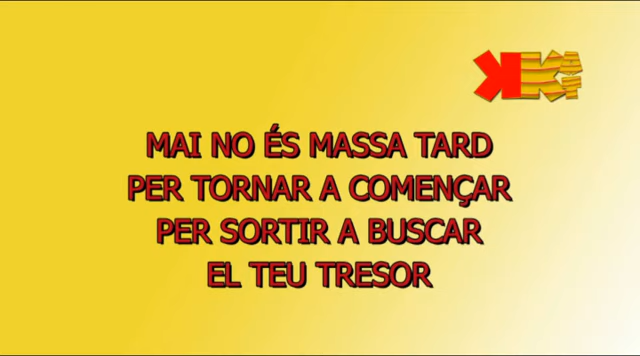 MAI NO ÉS MASSA TARD
PER TORNAR A COMENÇAR
PER SORTIR A BUSCAR
EL TEU TRESOR